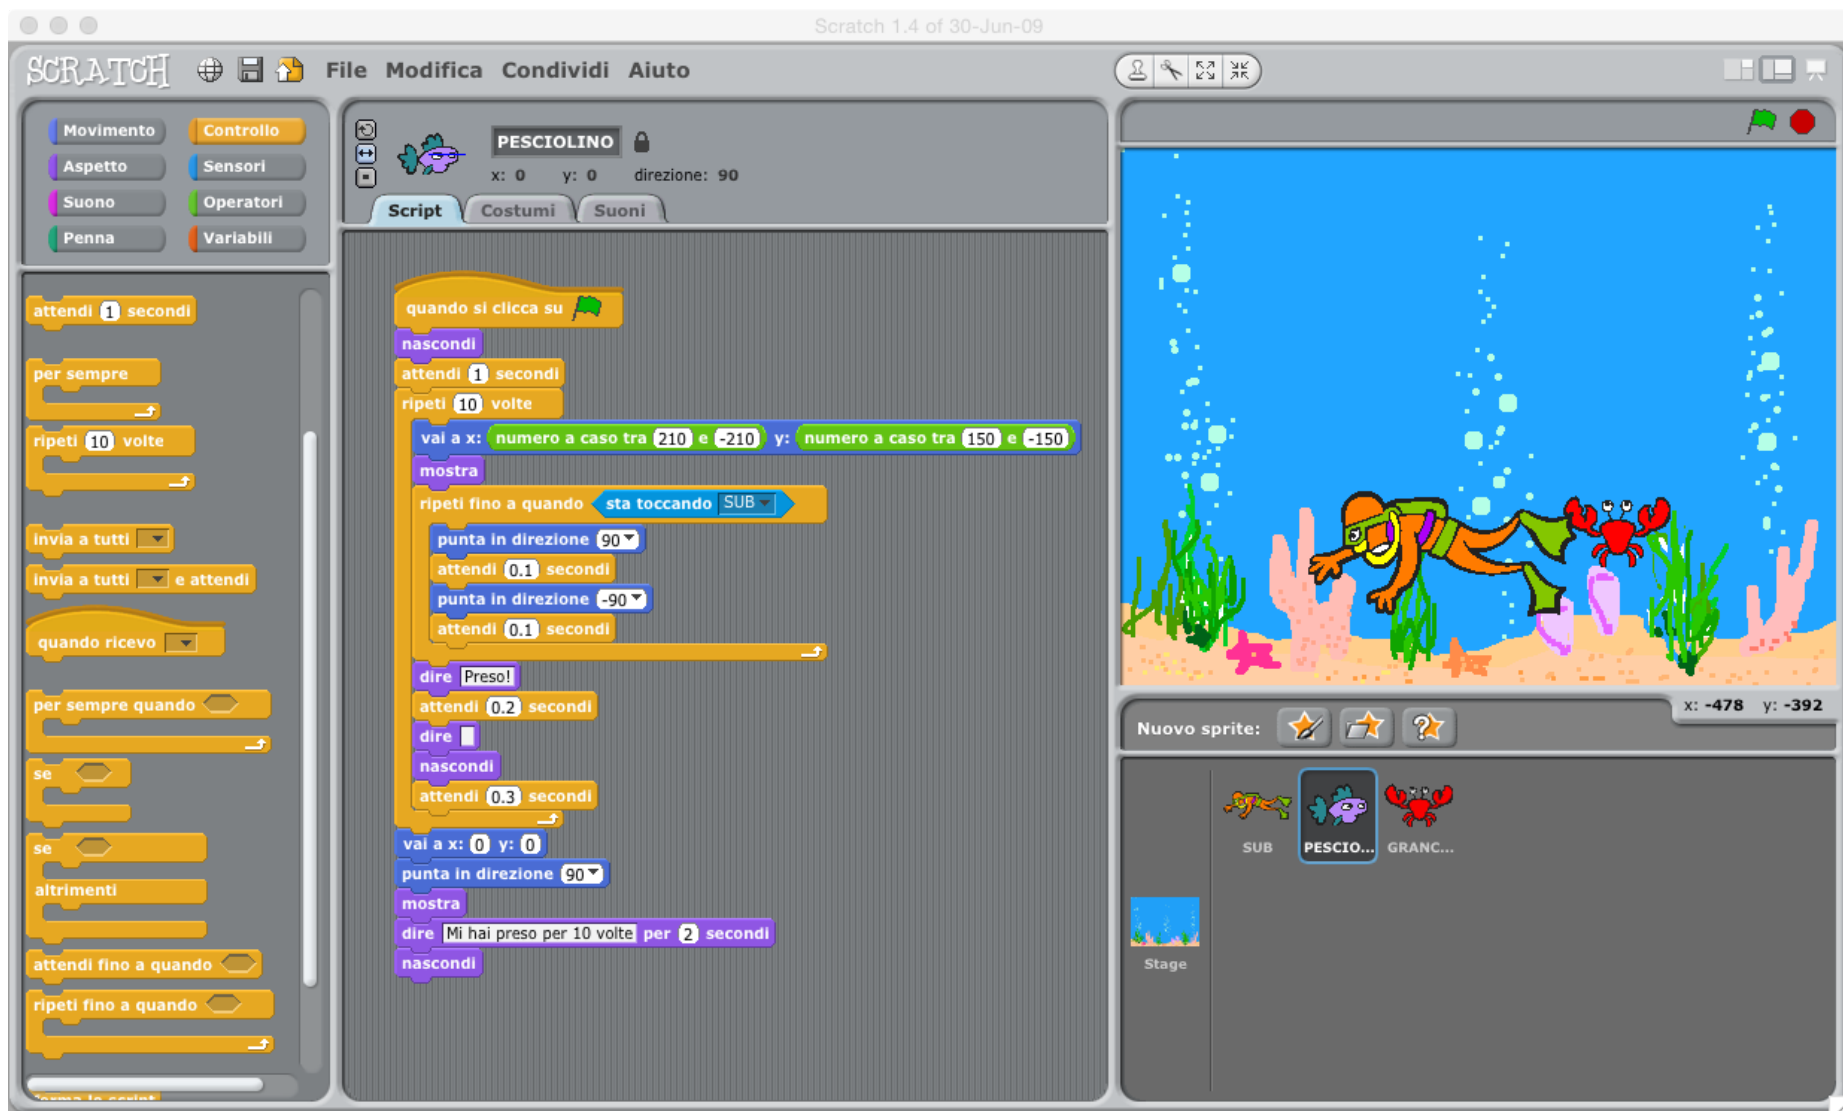 Scratch 1.4 of 30-Jun-09
SCRATCH File Modifica Condividi Aiuto
Movimento Controllo
Aspetto Sensori
Suono Operatori
Penna Variabili
attendi 1 secondi
per sempre
ripeti 10 volte
invia a tutti
invia a tutti e attendi
quando ricevo
per sempre quando
se
se
altrimenti
attendi fino a quando
ripeti fino a quando
PESCIOLINO
x: 0 y: 0 direzione: 90
Script Costumi Suoni
quando si clicca su
nascondi
attendi 1 secondi
ripeti 10 volte
vai a x: numero a caso tra 210 e -210 y: numero a caso tra 150 e -150
mostra
ripeti fino a quando sta toccando SUB
punta in direzione 90
attendi 0.1 secondi
punta in direzione -90
attendi 0.1 secondi
dire Preso!
attendi 0.2 secondi
dire
nascondi
attendi 0.3 secondi
vai a x: 0 y: 0
punta in direzione 90
mostra
dire Mi hai preso per 10 volte per 2 secondi
nascondi
x: -478 y: -392
Nuovo sprite:
SUB PESCIO... GRANC...
Stage